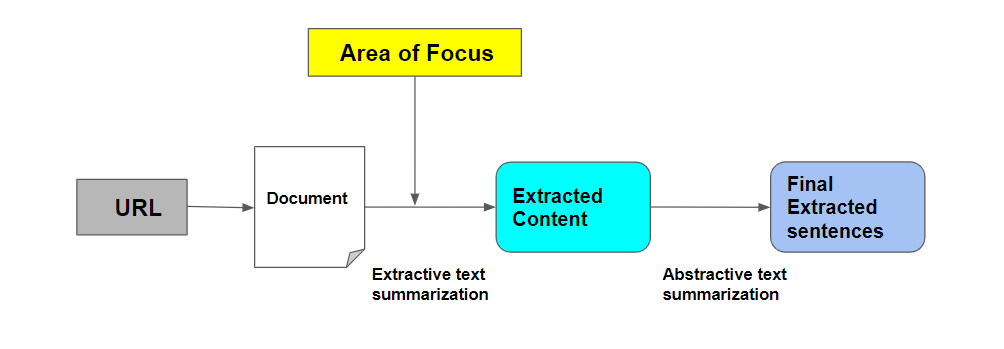 Area of Focus
URL
Document
Extracted
Content
Final
Extracted
sentences
Extractive text
summarization
Abstractive text
summarization